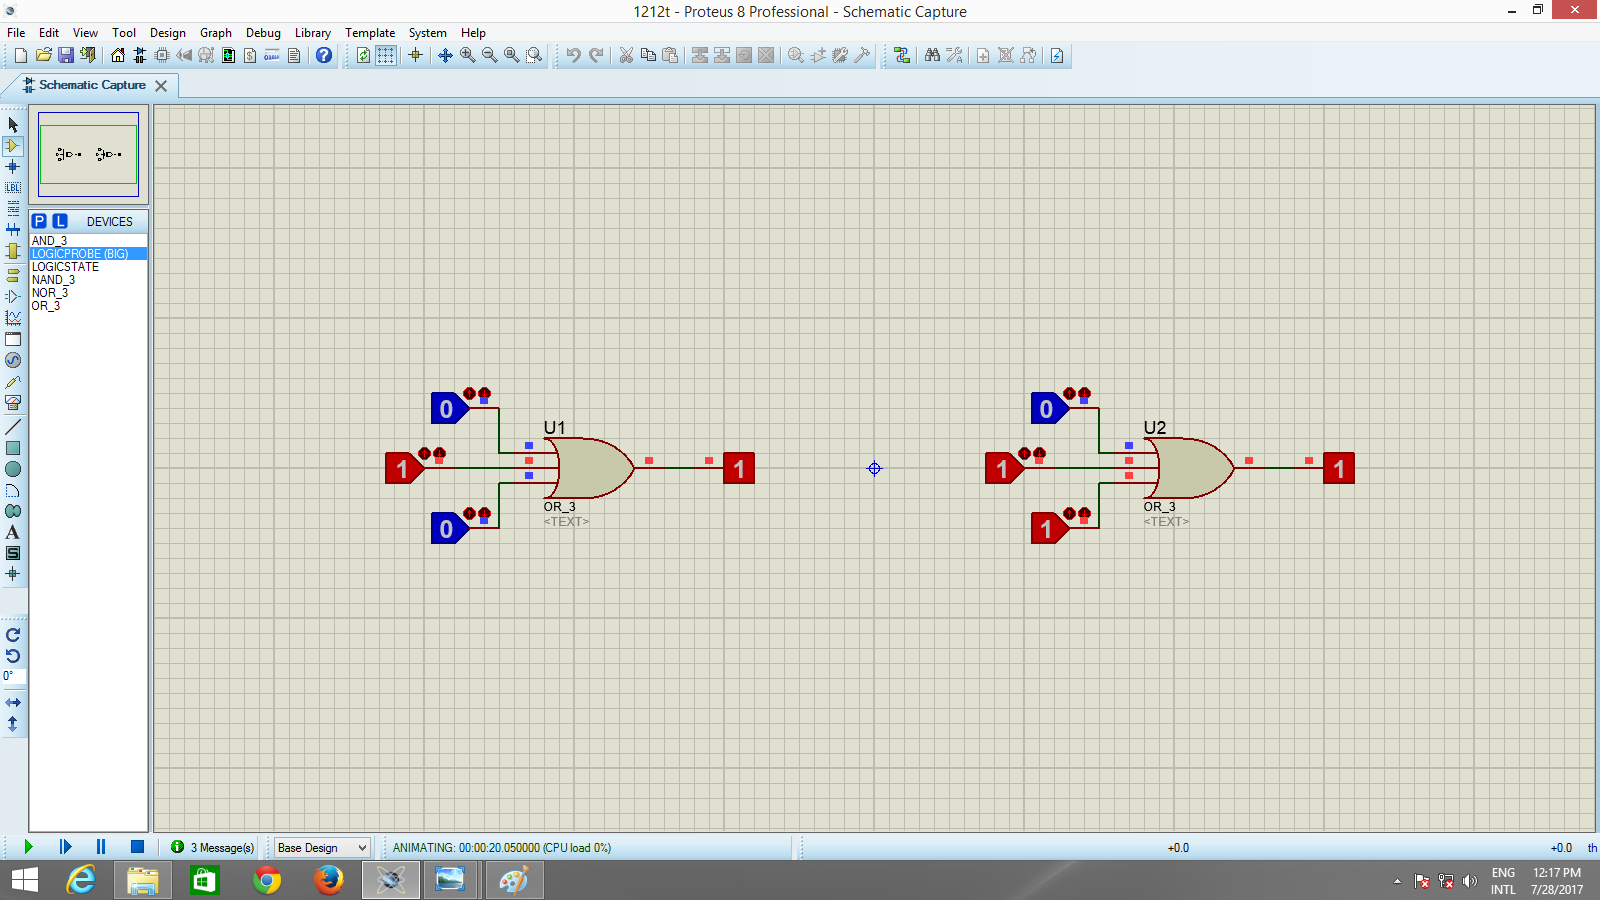 1212t - Proteus 8 Professional - Schematic Capture
File Edit View Tool Design Graph Debug Library Template System Help
Schematic Capture
LBL
P L DEVICES
AND_3
LOGICPROBE (BIG)
LOGICSTATE
NAND_3
NOR_3
OR_3
A
S
0°
0
U1
1
1
0
OR_3
<TEXT>
0
U2
1
1
1
OR_3
<TEXT>
3 Message(s)
Base Design
ANIMATING: 00:00:20.050000 (CPU load 0%)
+0.0
+0.0
th
ENG
INTL
12:17 PM
7/28/2017